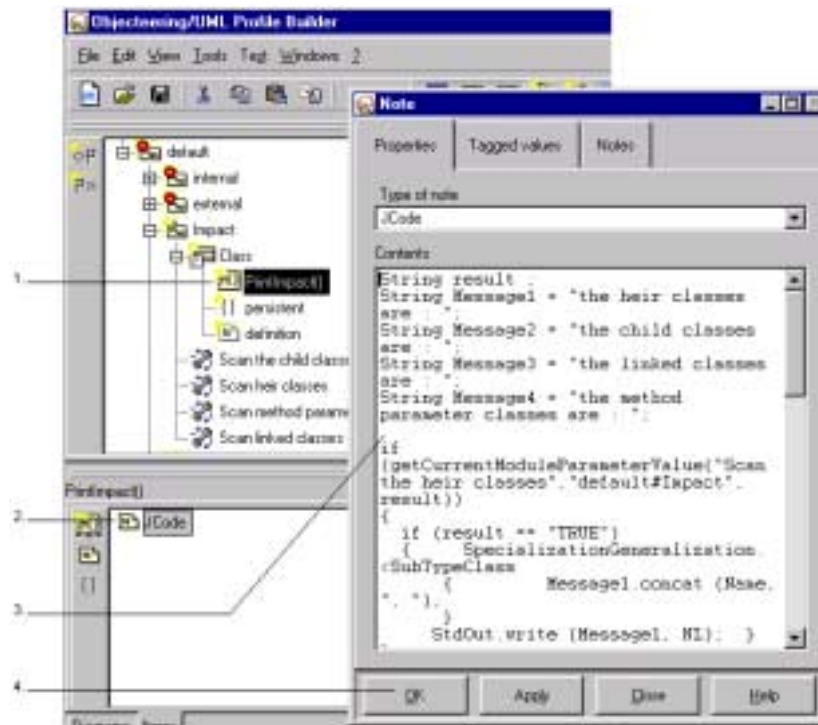 Objecteering/UML Profile Builder
File Edit View Tools Test Windows ?
default
internal
external
Impact
Class
1
PrintImpact()
{} persistent
definition
Scan the child classe
Scan heir classes
Scan method parame
Scan linked classes
PrintImpact()
2
JCode
{}
3
4
Note
Properties Tagged values Notes
Type of note
JCode
Contents
String result ;
String Message1 = "the heir classes
are : ";
String Message2 = "the child classes
are : ";
String Message3 = "the linked classes
are : ";
String Message4 = "the method
parameter classes are : ";
if
(getCurrentModuleParameterValue("Scan
the heir classes","default#Impact",
result))
{
if (result == "TRUE")
{ SpecializationGeneralization.
<SubTypeClass
{ Message1.concat (Name,
", ");
}
StdOut.write (Message1, NL); }
OK Apply Close Help